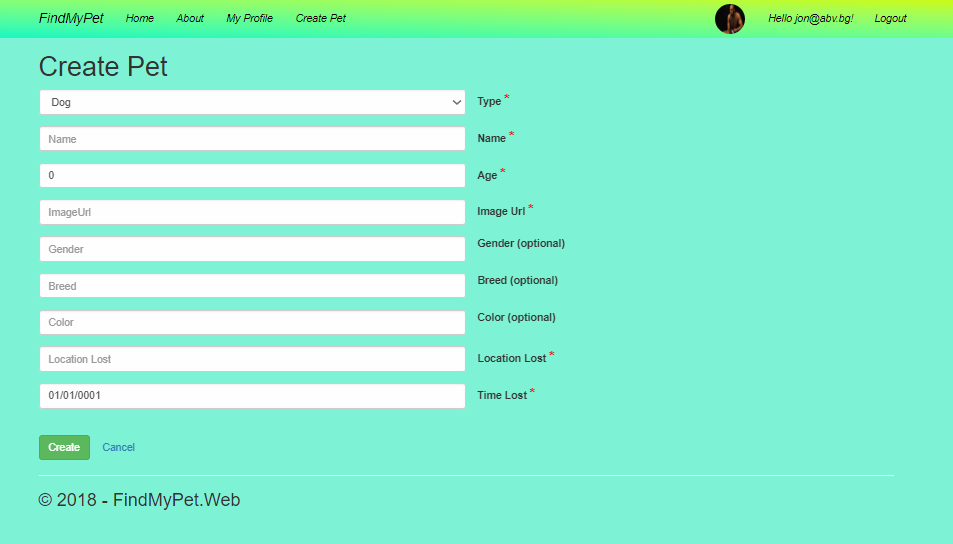 FindMyPet Home About My Profile Create Pet Hello jon@abv.bg! Logout
Create Pet
Dog Type *
Name Name *
0 Age *
ImageUrl Image Url *
Gender Gender (optional)
Breed Breed (optional)
Color Color (optional)
Location Lost Location Lost *
01/01/0001 Time Lost *
Create Cancel
© 2018 - FindMyPet.Web